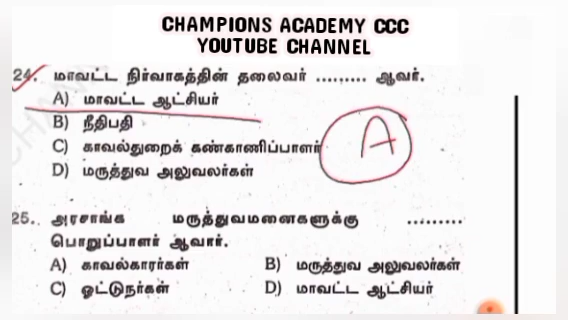 CHAMPIONS ACADEMY CCC
YOUTUBE CHANNEL
24. மாவட்ட நிர்வாகத்தின் தலைவர் ......... ஆவர்.
A) மாவட்ட ஆட்சியர்
B) நீதிபதி
C) காவல்துறைக் கண்காணிப்பாளர்
D) மருத்துவ அலுவலர்கள்
A
25. அரசாங்க மருத்துவமனைகளுக்கு .........
பொறுப்பாளர் ஆவார்.
A) காவல்காரர்கள் B) மருத்துவ அலுவலர்கள்
C) ஓட்டுநர்கள் D) மாவட்ட ஆட்சியர்